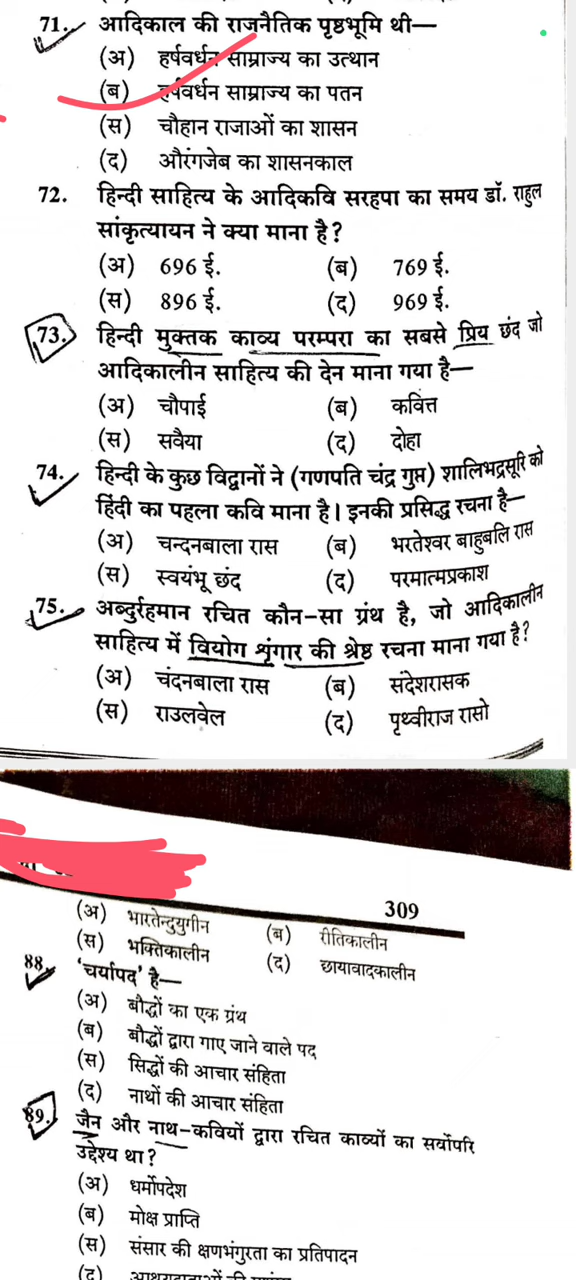 71. आदिकाल की राजनैतिक पृष्ठभूमि थी—
(अ) हर्षवर्धन साम्राज्य का उत्थान
(ब) हर्षवर्धन साम्राज्य का पतन
(स) चौहान राजाओं का शासन
(द) औरंगजेब का शासनकाल
72. हिन्दी साहित्य के आदिकवि सरहपा का समय डॉ. राहुल
सांकृत्यायन ने क्या माना है?
(अ) 696 ई. (ब) 769 ई.
(स) 896 ई. (द) 969 ई.
73. हिन्दी मुक्तक काव्य परम्परा का सबसे प्रिय छंद जो
आदिकालीन साहित्य की देन माना गया है—
(अ) चौपाई (ब) कवित्त
(स) सवैया (द) दोहा
74. हिन्दी के कुछ विद्वानों ने (गणपति चंद्र गुप्त) शालिभद्रसूरि को
हिंदी का पहला कवि माना है। इनकी प्रसिद्ध रचना है—
(अ) चन्दनबाला रास (ब) भरतेश्वर बाहुबलि रास
(स) स्वयंभू छंद (द) परमात्मप्रकाश
75. अब्दुर्रहमान रचित कौन-सा ग्रंथ है, जो आदिकालीन
साहित्य में वियोग शृंगार की श्रेष्ठ रचना माना गया है?
(अ) चंदनबाला रास (ब) संदेशरासक
(स) राउलवेल (द) पृथ्वीराज रासो
309
(अ) भारतेन्दुयुगीन (ब) रीतिकालीन
(स) भक्तिकालीन (द) छायावादकालीन
88. 'चर्यापद' है—
(अ) बौद्धों का एक ग्रंथ
(ब) बौद्धों द्वारा गाए जाने वाले पद
(स) सिद्धों की आचार संहिता
(द) नाथों की आचार संहिता
89. जैन और नाथ-कवियों द्वारा रचित काव्यों का सर्वोपरि
उद्देश्य था?
(अ) धर्मोपदेश
(ब) मोक्ष प्राप्ति
(स) संसार की क्षणभंगुरता का प्रतिपादन
(द)